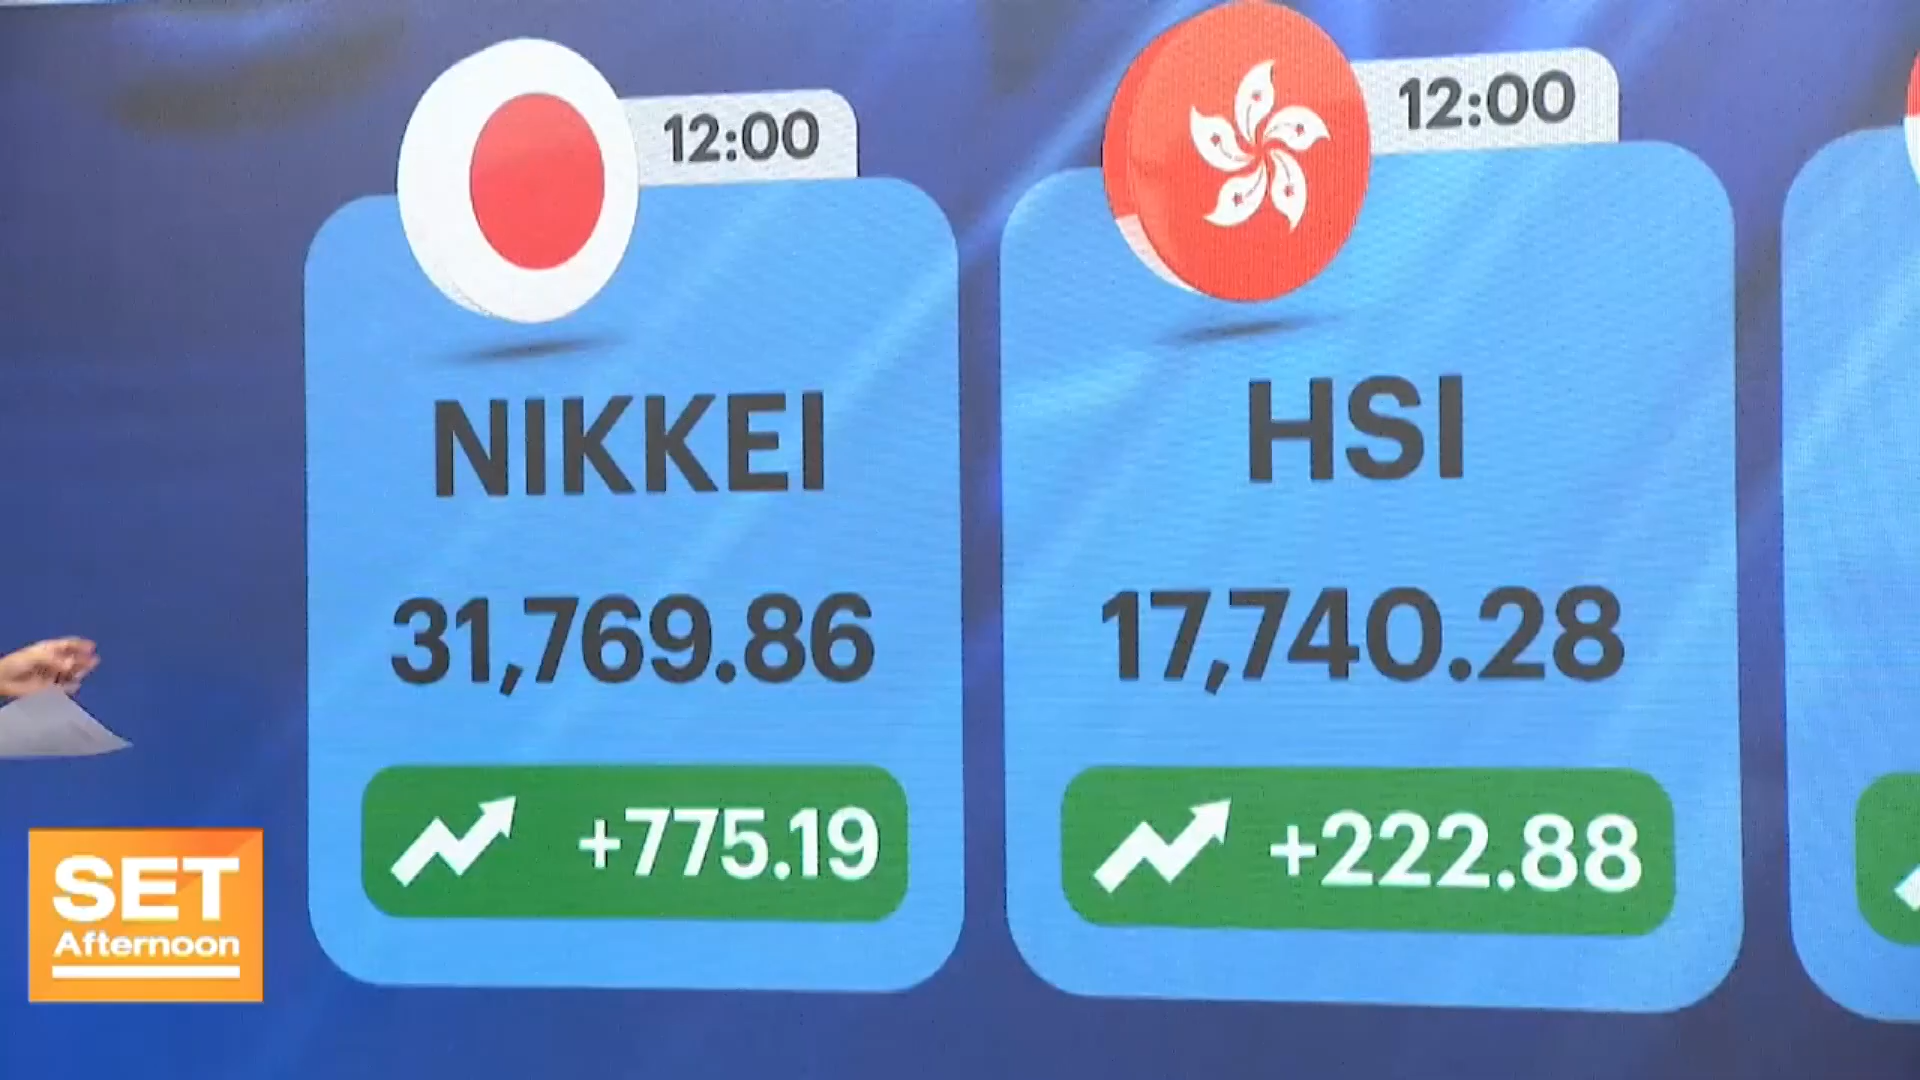 12:00
NIKKEI
31,769.86
+775.19
12:00
HSI
17,740.28
+222.88
SET
Afternoon